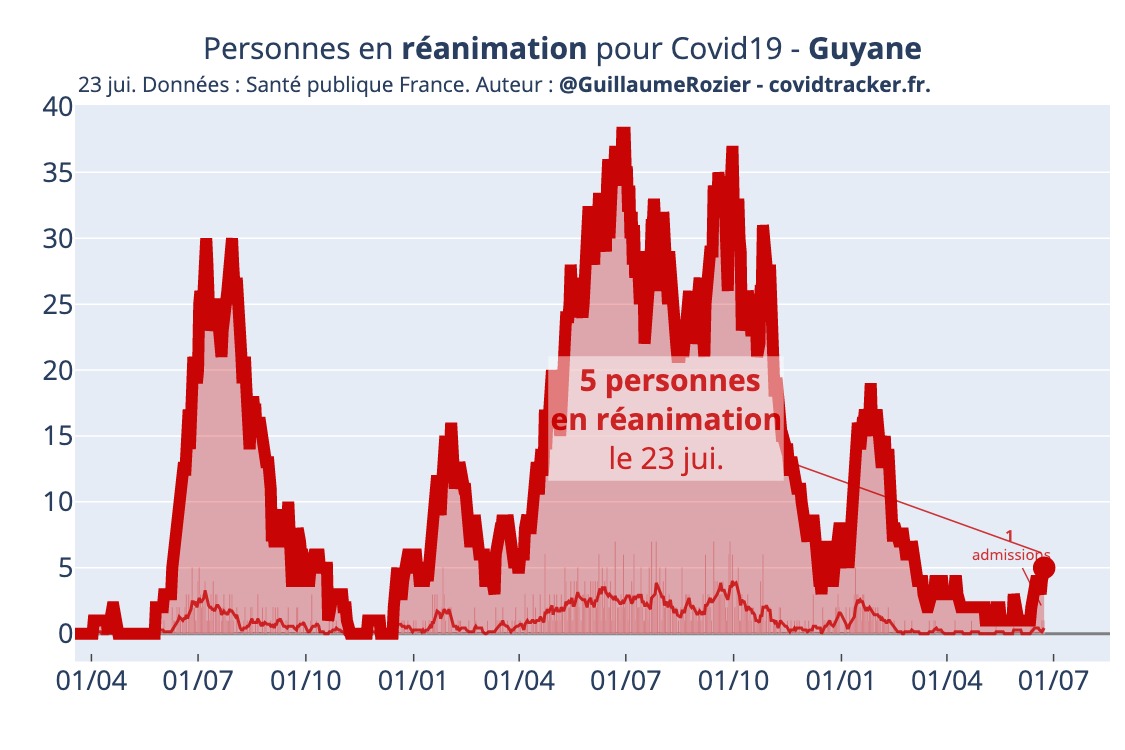 Personnes en réanimation pour Covid19 - Guyane
23 jui. Données : Santé publique France. Auteur : @GuillaumeRozier - covidtracker.fr.
40
35
30
25
20
15
10
5
0
5 personnes
en réanimation
le 23 jui.
1
admissions
01/04 01/07 01/10 01/01 01/04 01/07 01/10 01/01 01/04 01/07